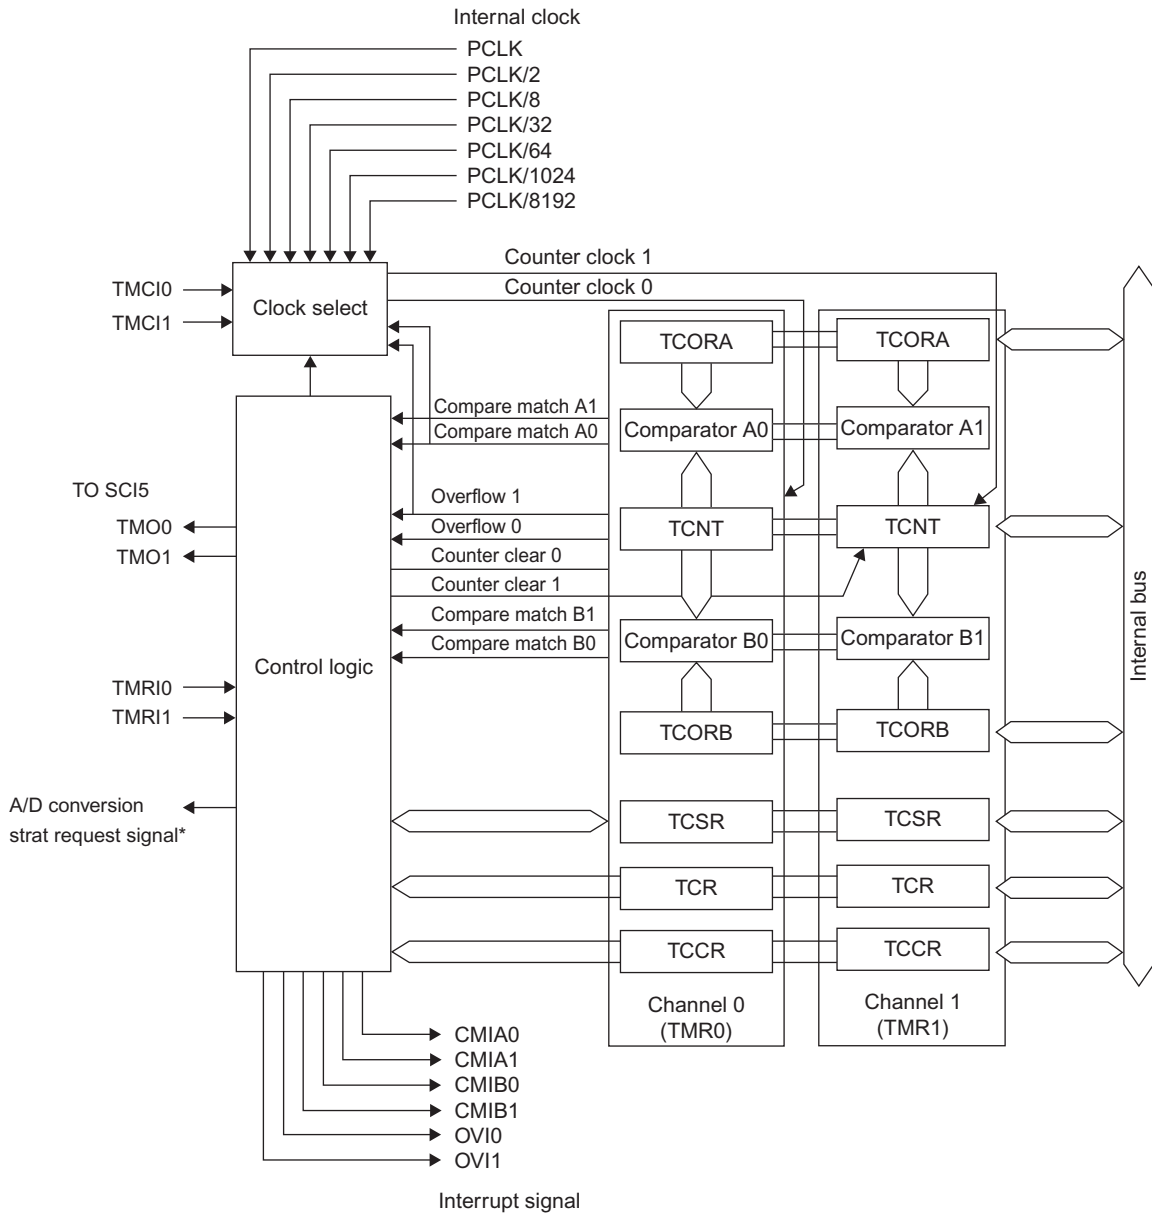 Internal clock
PCLK
PCLK/2
PCLK/8
PCLK/32
PCLK/64
PCLK/1024
PCLK/8192
Counter clock 1
Counter clock 0
TMCI0
TMCI1
Clock select
TCORA
TCORA
Compare match A1
Compare match A0
Comparator A0
Comparator A1
TO SCI5
TMO0
TMO1
Overflow 1
Overflow 0
Counter clear 0
Counter clear 1
TCNT
TCNT
Compare match B1
Compare match B0
Comparator B0
Comparator B1
Control logic
Internal bus
TMRI0
TMRI1
TCORB
TCORB
A/D conversion
strat request signal*
TCSR
TCSR
TCR
TCR
TCCR
TCCR
Channel 0
(TMR0)
Channel 1
(TMR1)
CMIA0
CMIA1
CMIB0
CMIB1
OVI0
OVI1
Interrupt signal